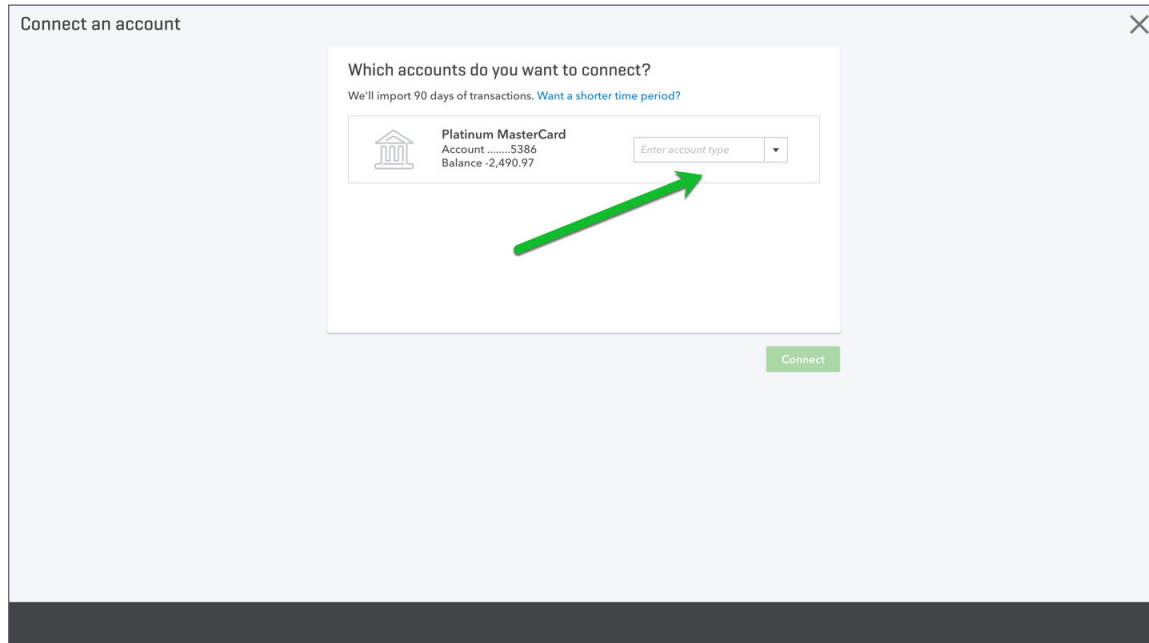 Connect an account
Which accounts do you want to connect?
We'll import 90 days of transactions. Want a shorter time period?
Platinum MasterCard
Account ........5386
Balance -2,490.97
Enter account type
Connect